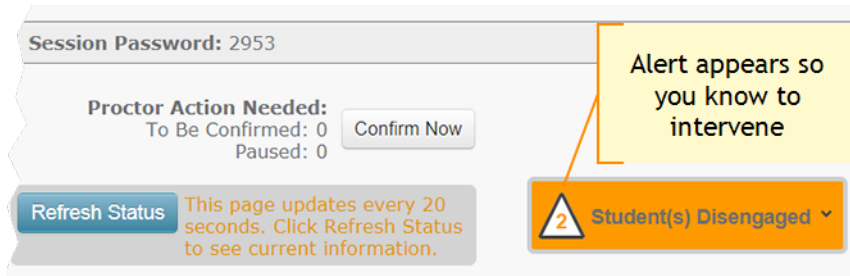 Session Password: 2953
Alert appears so
you know to
intervene
Proctor Action Needed:
To Be Confirmed: 0
Paused: 0
Confirm Now
Refresh Status
This page updates every 20
seconds. Click Refresh Status
to see current information.
2
Student(s) Disengaged